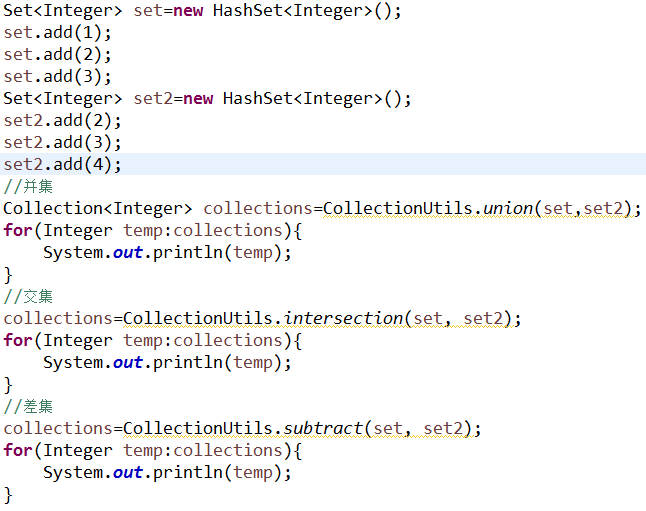 Set<Integer> set=new HashSet<Integer>();
set.add(1);
set.add(2);
set.add(3);
Set<Integer> set2=new HashSet<Integer>();
set2.add(2);
set2.add(3);
set2.add(4);
//并集
Collection<Integer> collections=CollectionUtils.union(set,set2);
for(Integer temp:collections){
    System.out.println(temp);
}
//交集
collections=CollectionUtils.intersection(set, set2);
for(Integer temp:collections){
    System.out.println(temp);
}
//差集
collections=CollectionUtils.subtract(set, set2);
for(Integer temp:collections){
    System.out.println(temp);
}